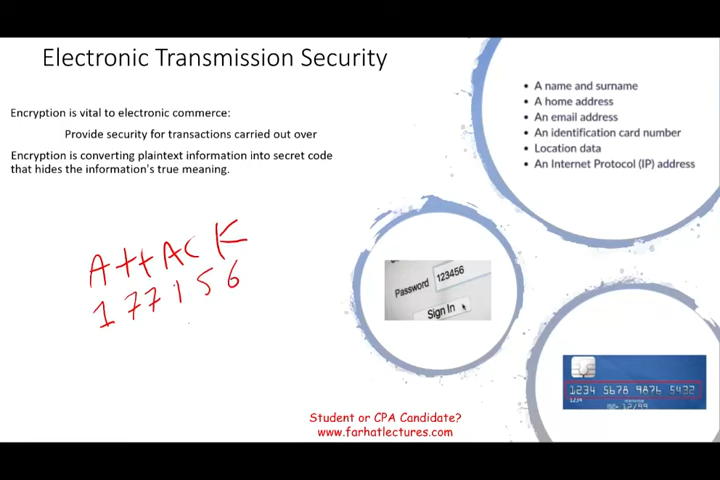 Electronic Transmission Security
Encryption is vital to electronic commerce:
Provide security for transactions carried out over
Encryption is converting plaintext information into secret code
that hides the information's true meaning.
• A name and surname
• A home address
• An email address
• An identification card number
• Location data
• An Internet Protocol (IP) address
AttACK
177156
Password 123456
Sign In
1234 5678 9876 5432
1234
12/99
Student or CPA Candidate?
www.farhatlectures.com